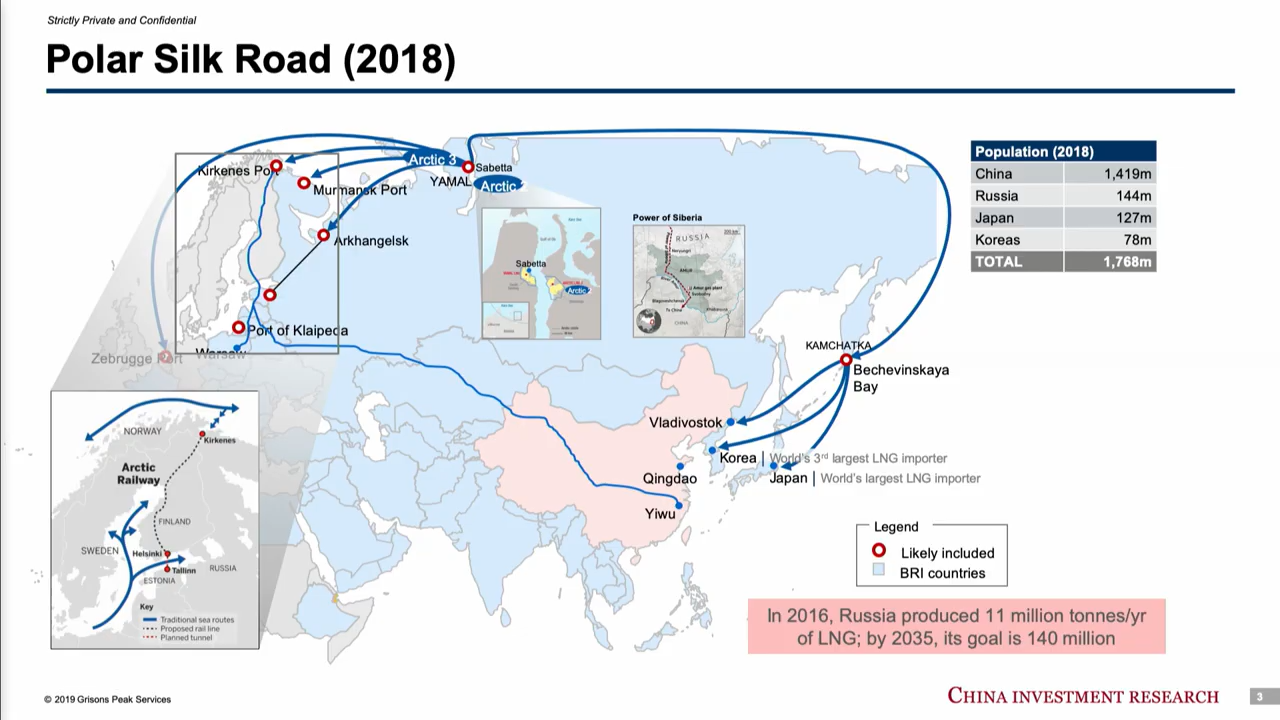 Strictly Private and Confidential
Polar Silk Road (2018)
Arctic 3
Sabetta
YAMAL
Arctic
Kirkenes Port
Murmansk Port
Arkhangelsk
Port of Klaipeda
Warsaw
Zebrugge Port
Sabetta
Arctic
Power of Siberia
RUSSIA
AMUR
CHINA
Population (2018)
China 1,419m
Russia 144m
Japan 127m
Koreas 78m
TOTAL 1,768m
KAMCHATKA
Bechevinskaya
Bay
Vladivostok
Korea | World's 3rd largest LNG importer
Qingdao
Japan | World's largest LNG importer
Yiwu
NORWAY
Kirkenes
Arctic
Railway
FINLAND
SWEDEN
Helsinki
Tallinn
RUSSIA
ESTONIA
Key
Traditional sea routes
Proposed rail line
Planned tunnel
Legend
Likely included
BRI countries
In 2016, Russia produced 11 million tonnes/yr
of LNG; by 2035, its goal is 140 million
© 2019 Grisons Peak Services
CHINA INVESTMENT RESEARCH
3